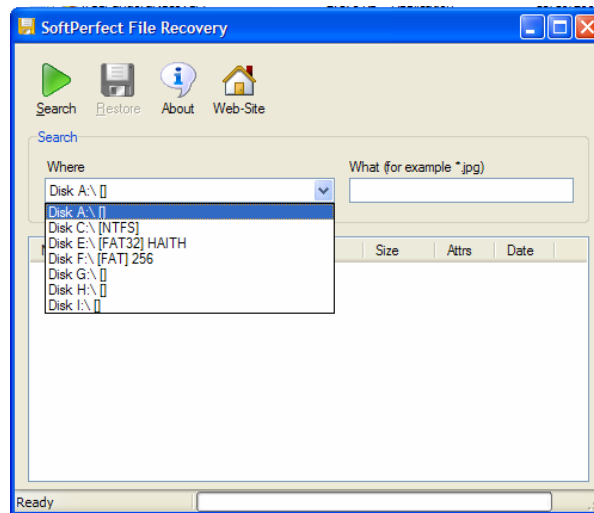 SoftPerfect File Recovery
Search Restore About Web-Site
Search
Where What (for example *.jpg)
Disk A:\ []
Disk A:\ []
Disk C:\ [NTFS]
Disk E:\ [FAT32] HAITH
Disk F:\ [FAT] 256
Disk G:\ []
Disk H:\ []
Disk I:\ []
Size Attrs Date
Ready